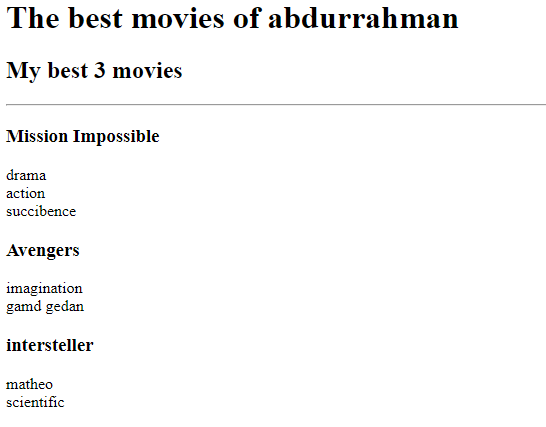 The best movies of abdurrahman
My best 3 movies
Mission Impossible
drama
action
succibence
Avengers
imagination
gamd gedan
intersteller
matheo
scientific